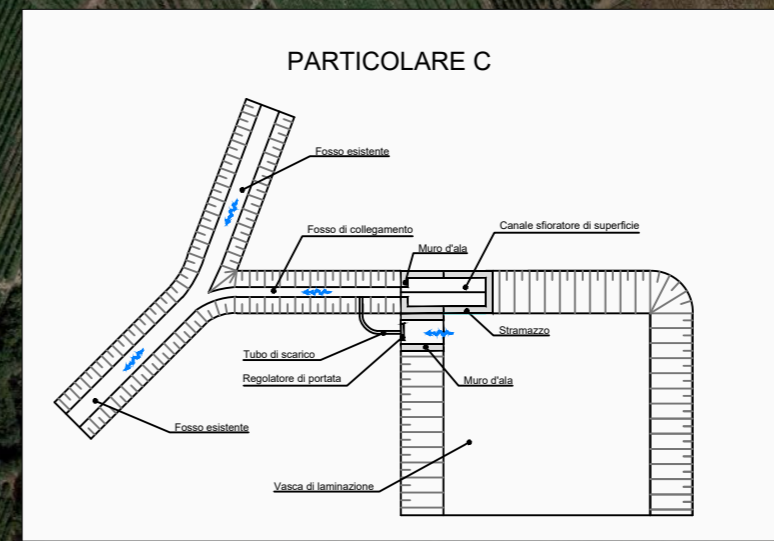 PARTICOLARE C
Fosso esistente
Fosso di collegamento
Canale sfioratore di superficie
Muro d'ala
Stramazzo
Tubo di scarico
Regolatore di portata
Muro d'ala
Fosso esistente
Vasca di laminazione